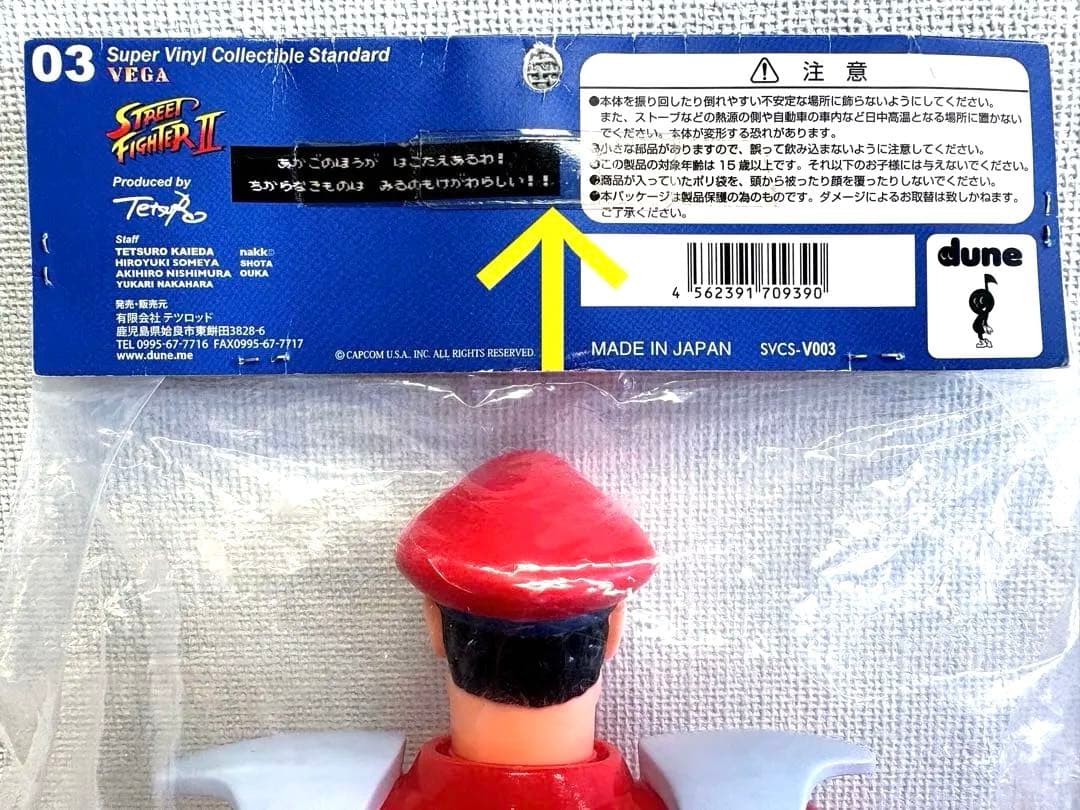 03 Super Vinyl Collectible Standard
VEGA
STREET
FIGHTER II
あかごのほうが はごたえあるわ!
ちからなきものは みるのもけがわらしい!!
Produced by
Tetsuro
Staff
TETSURO KAIEDA nakk
HIROYUKI SOMEYA SHOTA
AKIHIRO NISHIMURA OUKA
YUKARI NAKAHARA
発売・販売元
有限会社 テツロッド
鹿児島県姶良市東餅田3828-6
TEL 0995-67-7716 FAX0995-67-7717
www.dune.me
© CAPCOM U.S.A., INC. ALL RIGHTS RESERVED.
注意
●本体を振り回したり倒れやすい不安定な場所に飾らないようにしてください。
また、ストーブなどの熱源の側や自動車の車内など日中高温となる場所に置かない
でください。本体が変形する恐れがあります。
●小さな部品がありますので、誤って飲み込まないように注意してください。
●この製品の対象年齢は 15 歳以上です。それ以下のお子様には与えないでください。
●商品が入っていたポリ袋を、頭から被ったり顔を覆ったりしないでください。
●本パッケージは製品保護の為のものです。ダメージによるお取替は致しかねます。
ご了承ください。
4 562391 709390
dune
MADE IN JAPAN SVCS-V003